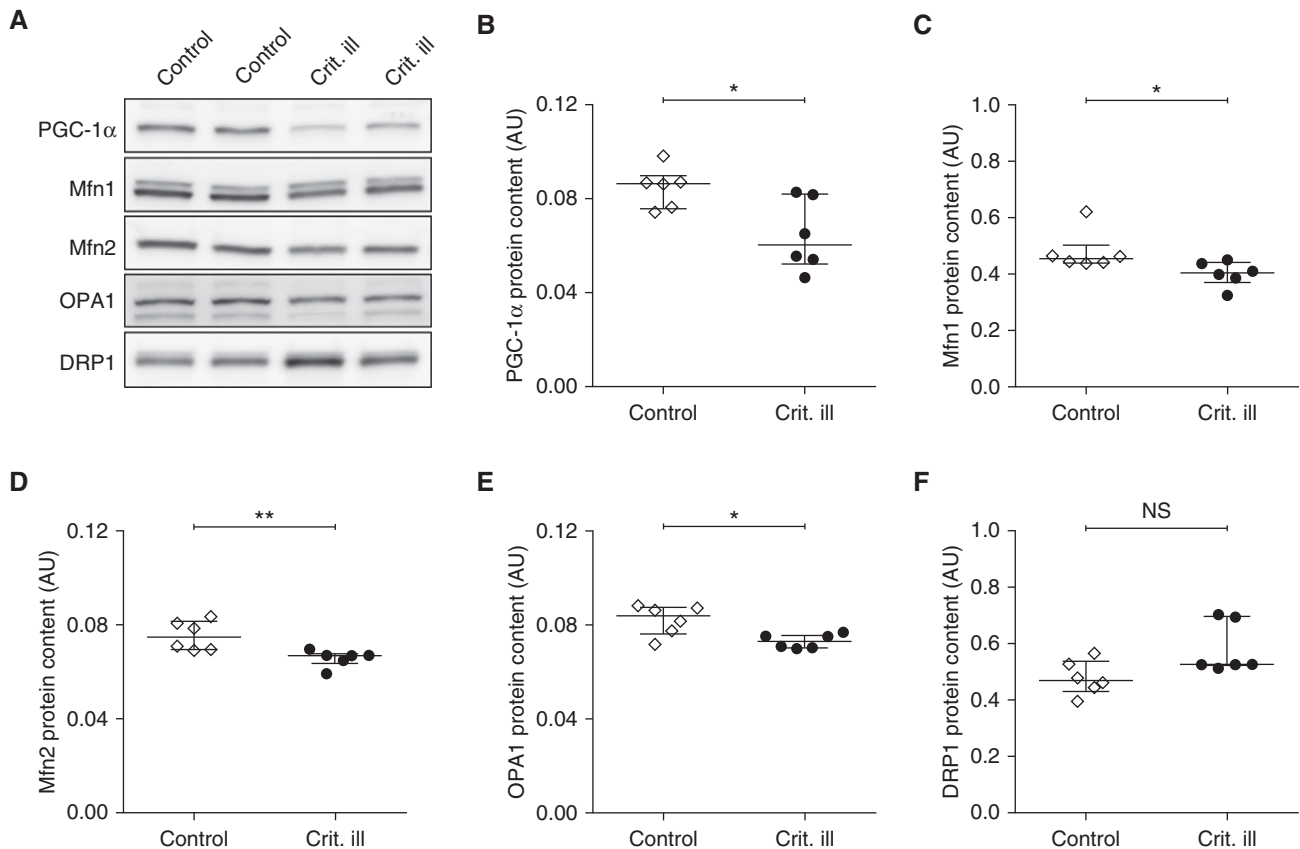 A
Control
Control
Crit. ill
Crit. ill
PGC-1α
Mfn1
Mfn2
OPA1
DRP1
B
PGC-1α protein content (AU)
0.12
0.08
0.04
0.00
*
Control
Crit. ill
C
Mfn1 protein content (AU)
1.0
0.8
0.6
0.4
0.2
0.0
*
Control
Crit. ill
D
Mfn2 protein content (AU)
0.12
0.08
0.04
0.00
**
Control
Crit. ill
E
OPA1 protein content (AU)
0.12
0.08
0.04
0.00
*
Control
Crit. ill
F
DRP1 protein content (AU)
1.0
0.8
0.6
0.4
0.2
0.0
NS
Control
Crit. ill